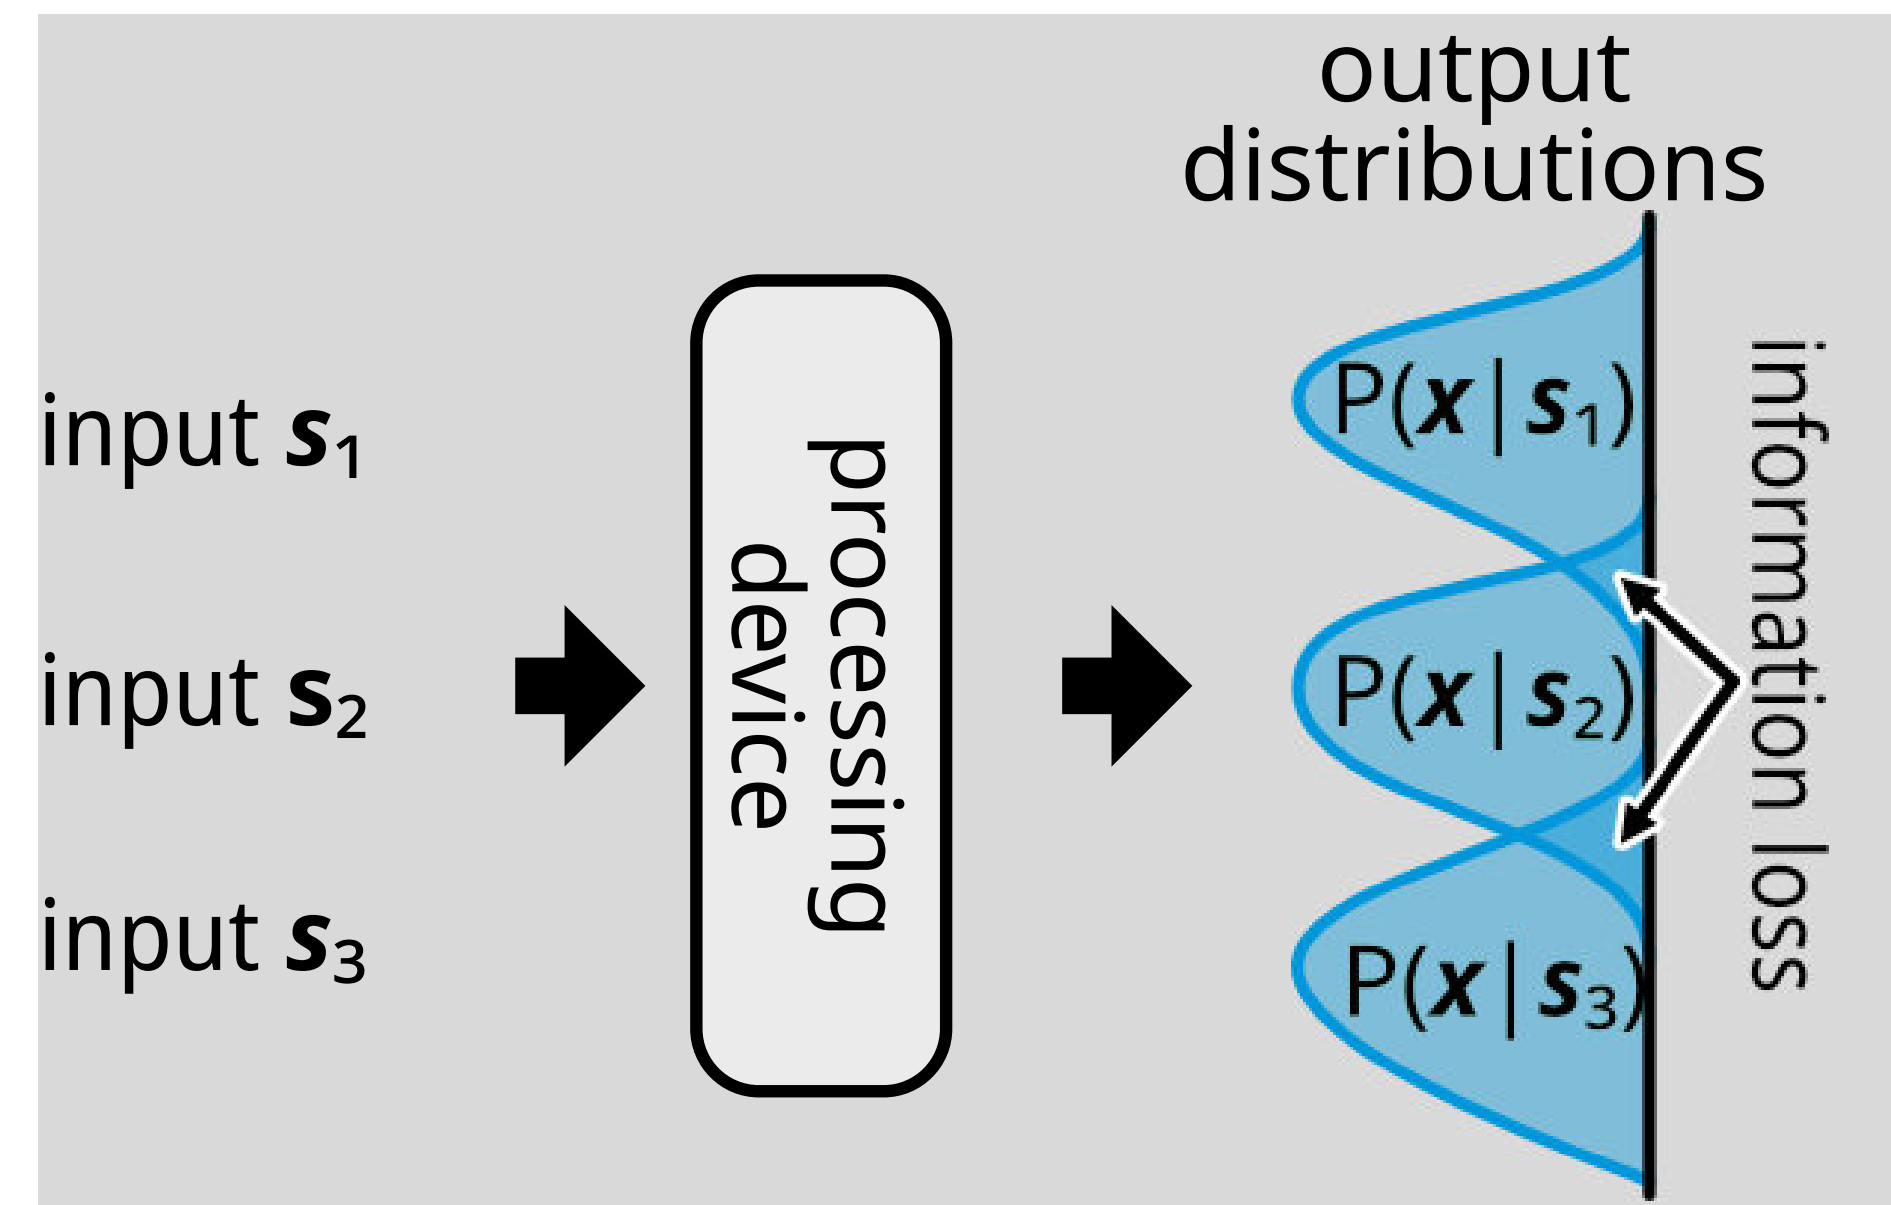 output
distributions
input s₁
input s₂
input s₃
processing
device
P(x|s₁)
P(x|s₂)
P(x|s₃)
information loss